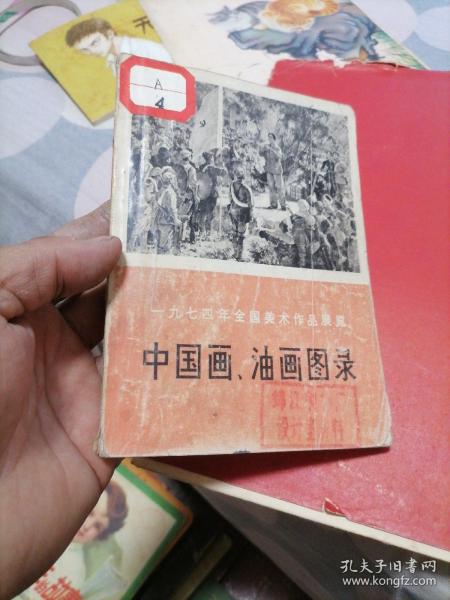 天
A
4
一九七四年全国美术作品展览
中国画、油画图录
孔夫子旧书网
www.kongfz.com